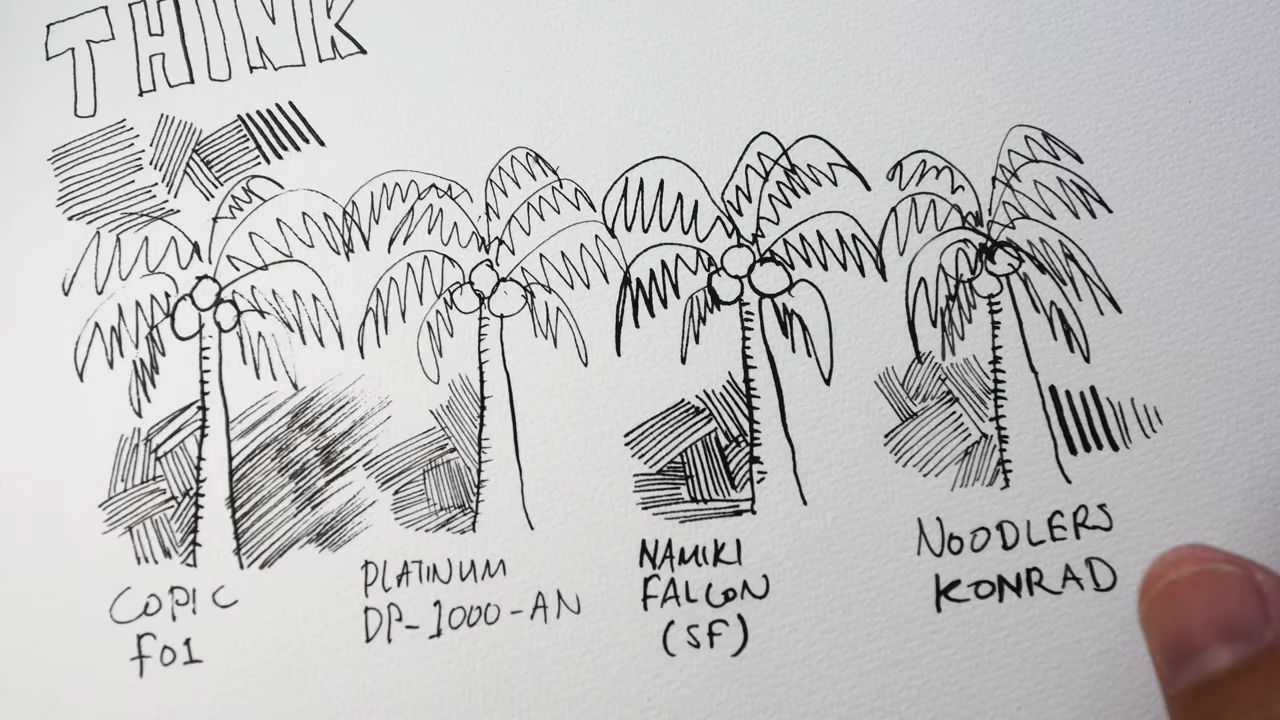 THINK
COPIC
F01
PLATINUM
DP-1000-AN
NAMIKI
FALCON
(SF)
NOODLERS
KONRAD